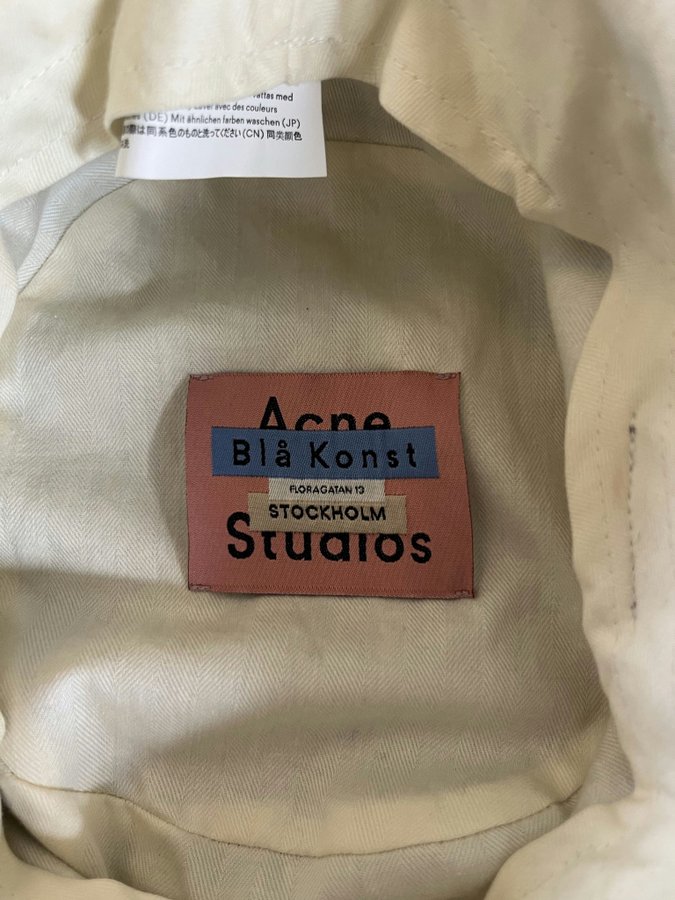 med
avec des couleurs
(DE) Mit ähnlichen farben waschen (JP)
は同系色のものと洗ってください (CN) 同类颜色
洗
Acne
Blå Konst
FLORAGATAN 13
STOCKHOLM
Studios